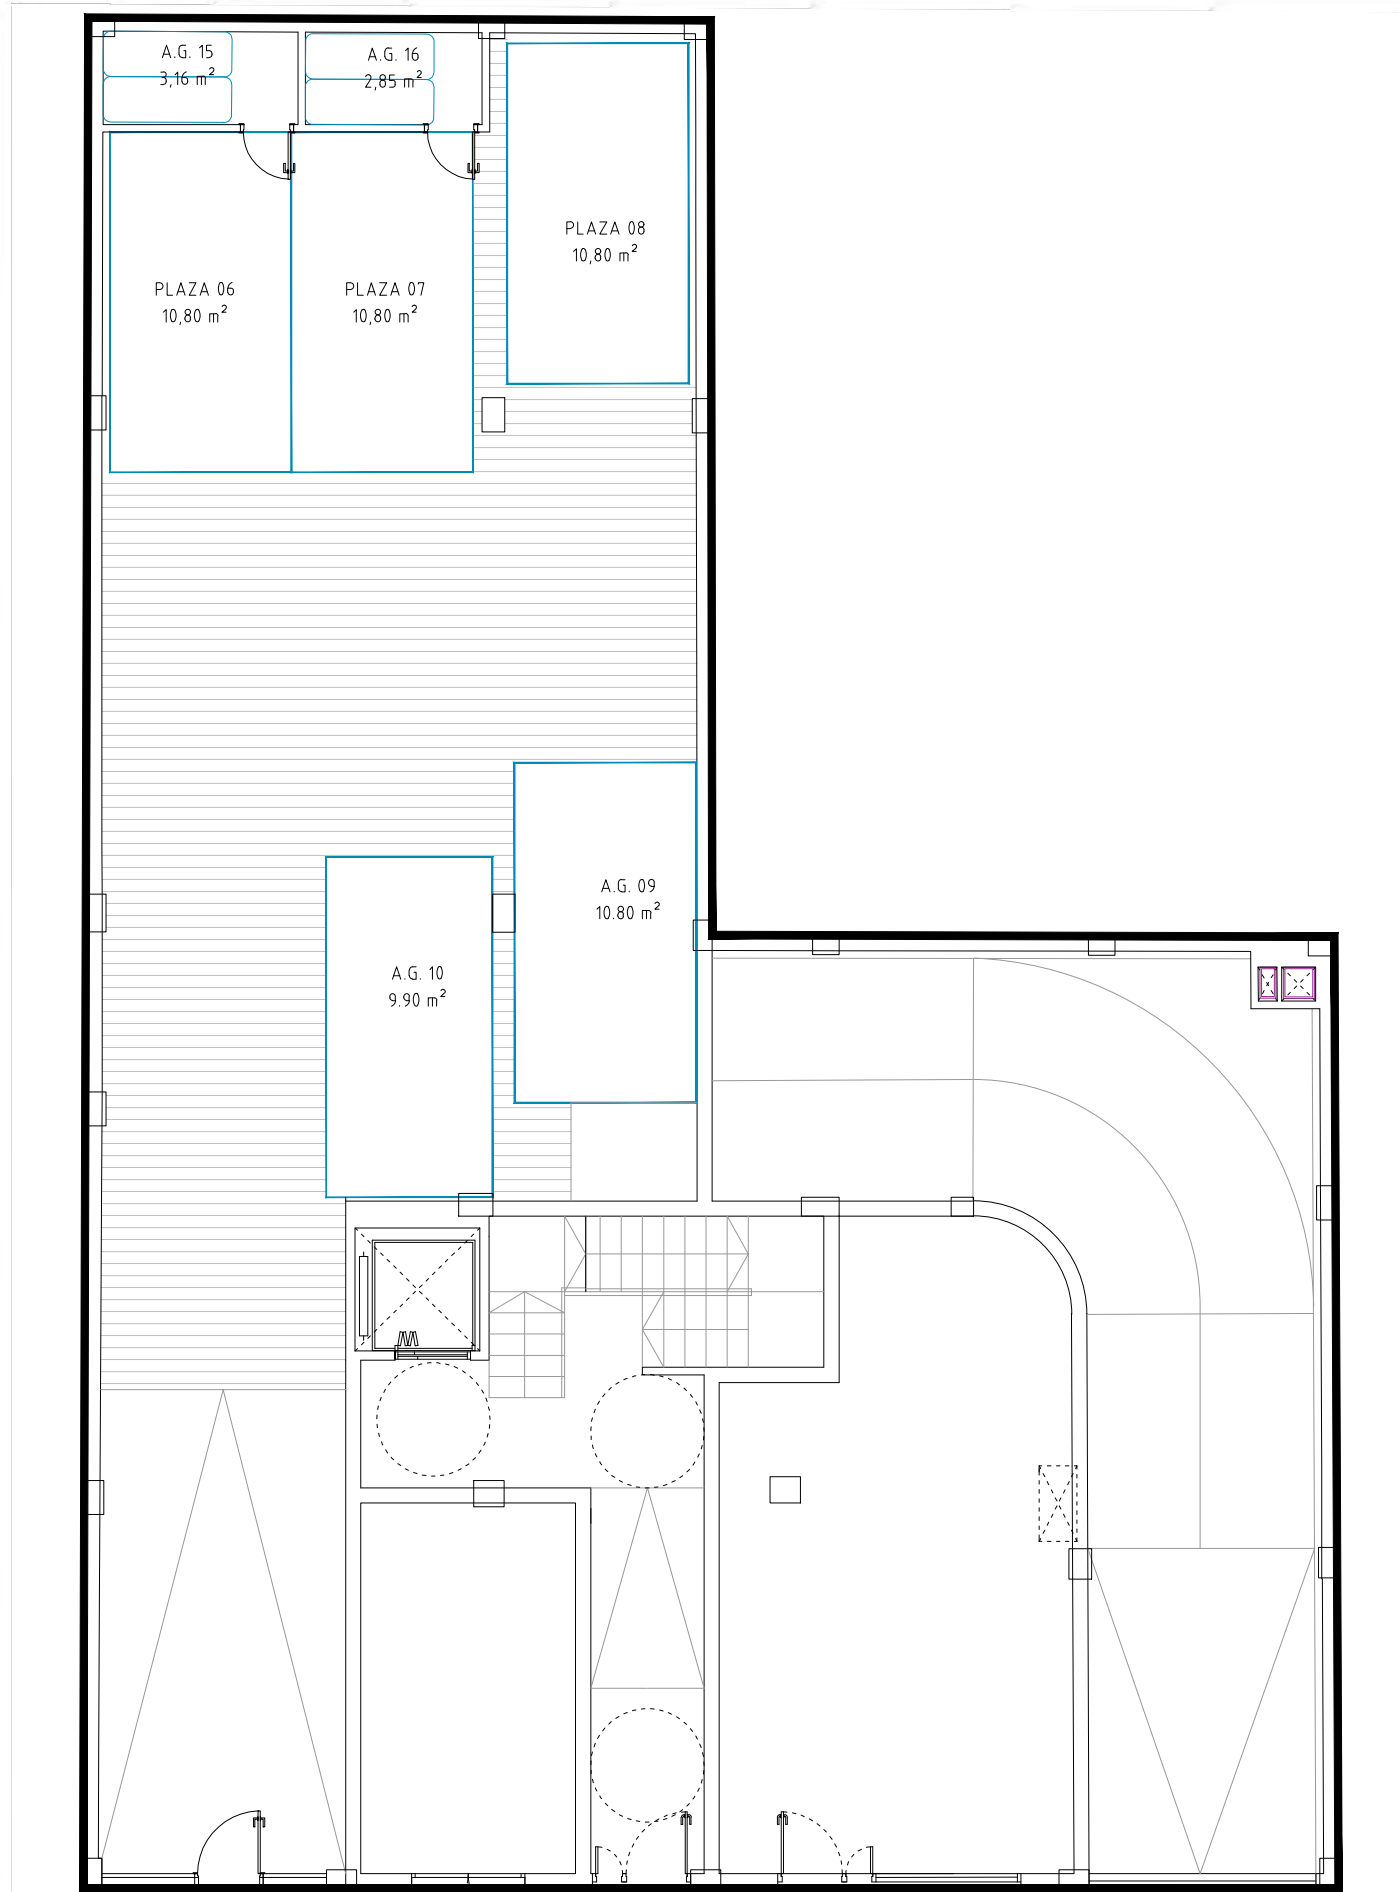 A.G. 15
3,16 m²
A.G. 16
2,85 m²
PLAZA 08
10,80 m²
PLAZA 06
10,80 m²
PLAZA 07
10,80 m²
A.G. 09
10.80 m²
A.G. 10
9.90 m²